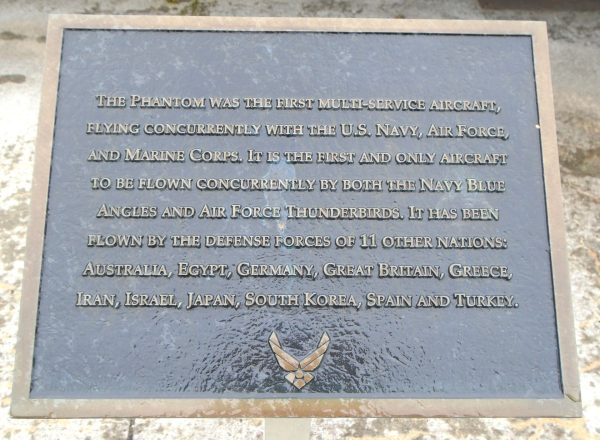 The Phantom was the first multi-service aircraft,
flying concurrently with the U.S. Navy, Air Force,
and Marine Corps. It is the first and only aircraft
to be flown concurrently by both the Navy Blue
Angles and Air Force Thunderbirds. It has been
flown by the defense forces of 11 other nations:
Australia, Egypt, Germany, Great Britain, Greece,
Iran, Israel, Japan, South Korea, Spain and Turkey.